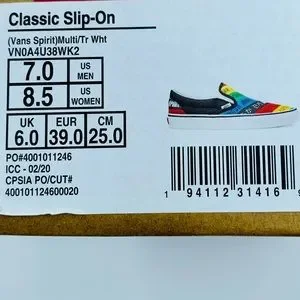 Classic Slip-On
(Vans Spirit)Multi/Tr Wht
VN0A4U38WK2
7.0 US MEN
8.5 US WOMEN
UK 6.0 EUR 39.0 CM 25.0
PO#4001011246
ICC - 02/20
CPSIA PO/CUT#
400101124600020
1 94112 31416 9